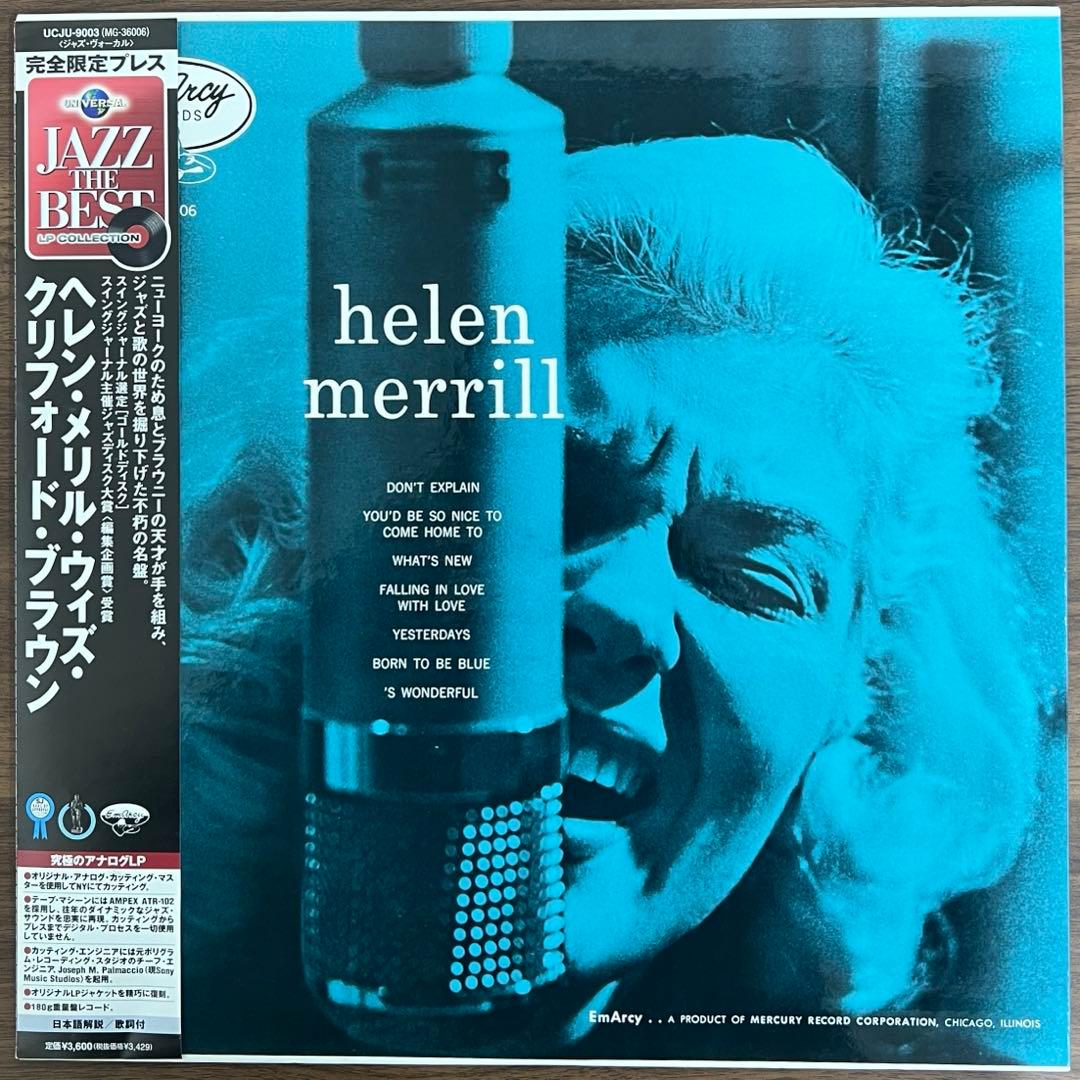 UCJU-9003 (MG-36006)
〈ジャズ・ヴォーカル〉
完全限定プレス
UNIVERSAL
JAZZ
THE
BEST
LP COLLECTION
ニューヨークのため息とブラウニーの天才が手を組み、
ジャズと歌の世界を掘り下げた不朽の名盤。
スイングジャーナル選定[ゴールドディスク]
スイングジャーナル主催ジャズディスク大賞〈編集企画賞〉受賞
ヘレン・メリル・ウィズ・
クリフォード・ブラウン
SJ
EmArcy
究極のアナログLP
●オリジナル・アナログ・カッティング・マス
ターを使用してNYにてカッティング。
●テープ・マシーンにはAMPEX ATR-102
を採用し、往年のダイナミックなジャズ・
サウンドを忠実に再現。カッティングから
プレスまでデジタル・プロセスを一切使用
していません。
●カッティング・エンジニアには元ポリグラ
ム・レコーディング・スタジオのチーフ・エ
ンジニア、Joseph M. Palmaccio(現Sony
Music Studios)を起用。
●オリジナルLPジャケットを精巧に復刻。
●180g重量盤レコード。
日本語解説/歌詞付
定価¥3,600(税抜価格¥3,429)
Arcy
DS
06
helen
merrill
DON'T EXPLAIN
YOU'D BE SO NICE TO
COME HOME TO
WHAT'S NEW
FALLING IN LOVE
WITH LOVE
YESTERDAYS
BORN TO BE BLUE
'S WONDERFUL
EmArcy . . A PRODUCT OF MERCURY RECORD CORPORATION, CHICAGO, ILLINOIS